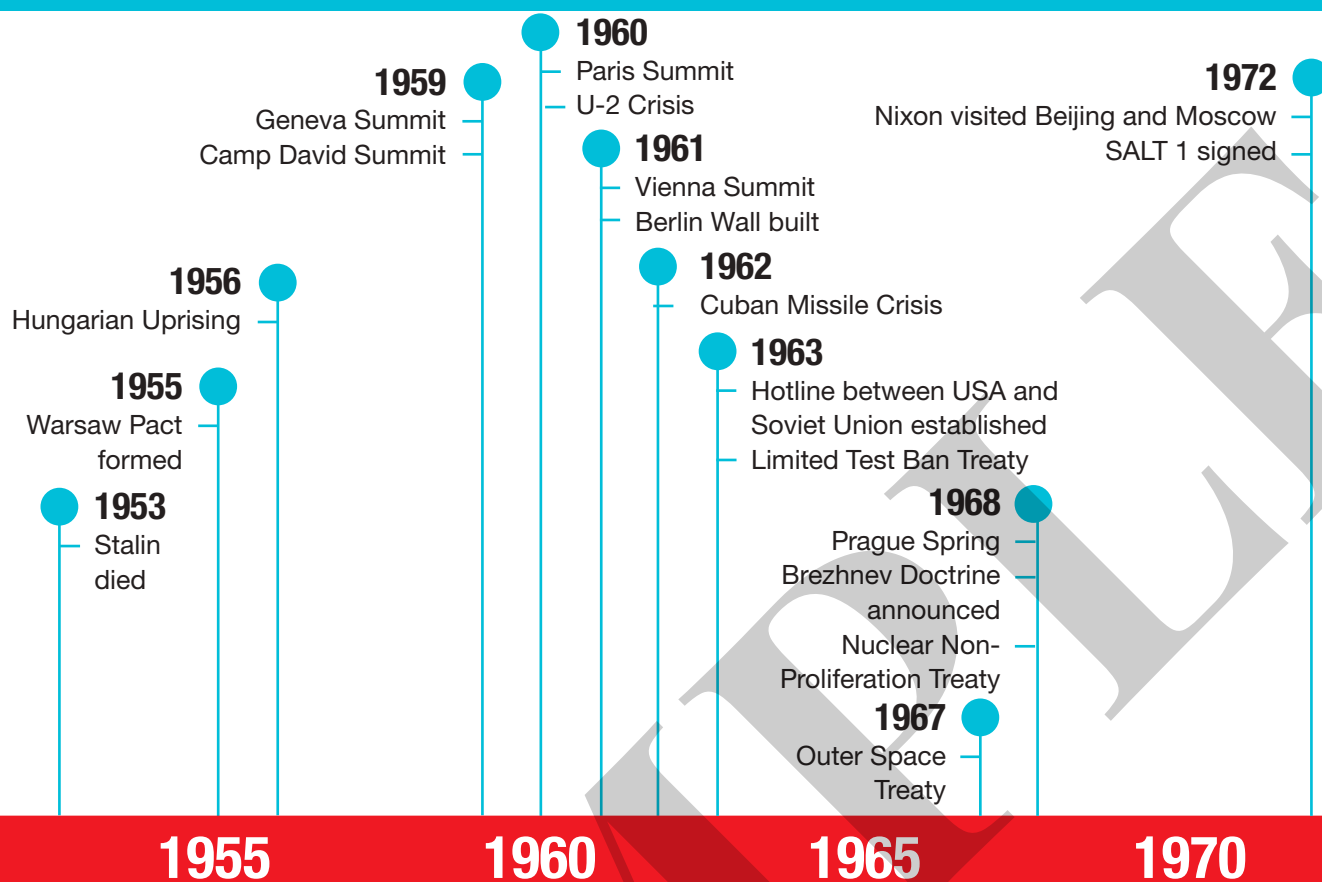 1960
Paris Summit
U-2 Crisis
1959
Geneva Summit
Camp David Summit
1972
Nixon visited Beijing and Moscow
SALT 1 signed
1961
Vienna Summit
Berlin Wall built
1956
Hungarian Uprising
1962
Cuban Missile Crisis
1963
Hotline between USA and
Soviet Union established
Limited Test Ban Treaty
1955
Warsaw Pact
formed
1953
Stalin
died
1968
Prague Spring
Brezhnev Doctrine
announced
Nuclear Non-
Proliferation Treaty
1967
Outer Space
Treaty
1955 1960 1965 1970